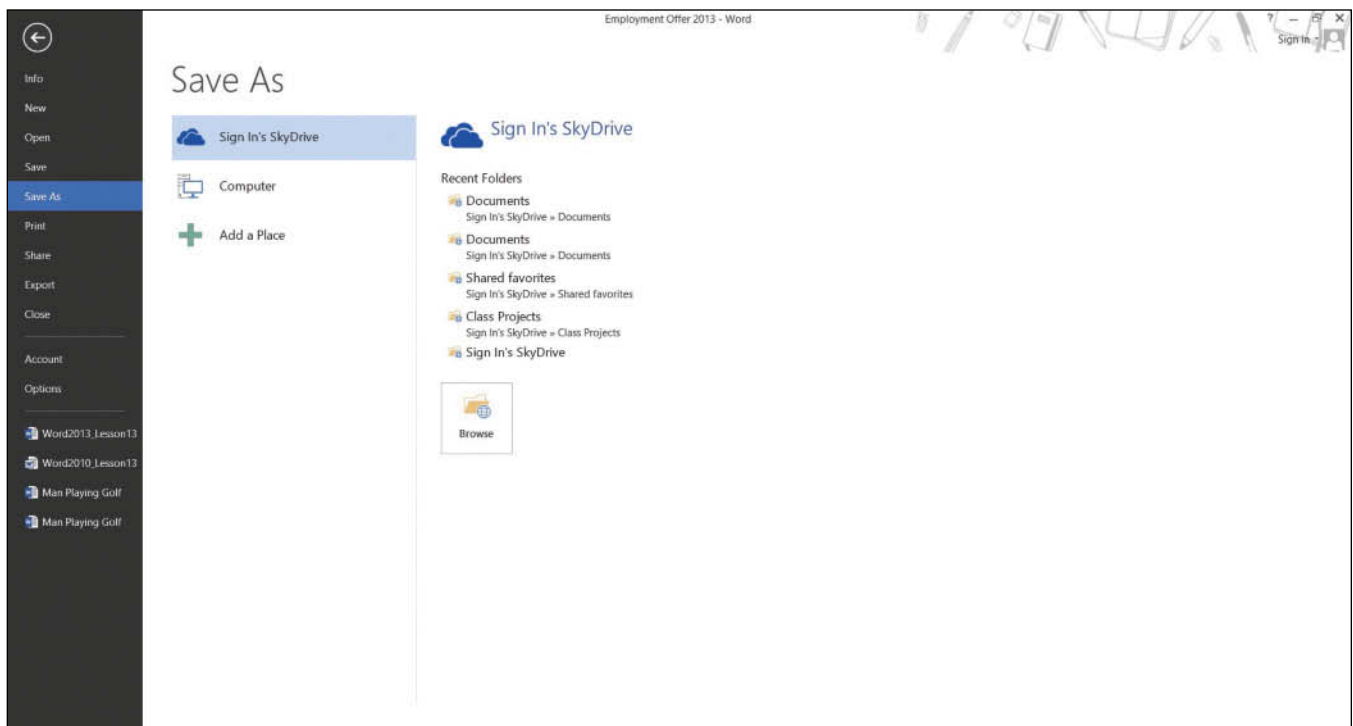 Employment Offer 2013 - Word
?
Sign In
Info
New
Open
Save
Save As
Print
Share
Export
Close
Account
Options
Word2013_Lesson13
Word2010_Lesson13
Man Playing Golf
Man Playing Golf
Save As
Sign In's SkyDrive
Computer
Add a Place
Sign In's SkyDrive
Recent Folders
Documents
Sign In's SkyDrive » Documents
Documents
Sign In's SkyDrive » Documents
Shared favorites
Sign In's SkyDrive » Shared favorites
Class Projects
Sign In's SkyDrive » Class Projects
Sign In's SkyDrive
Browse